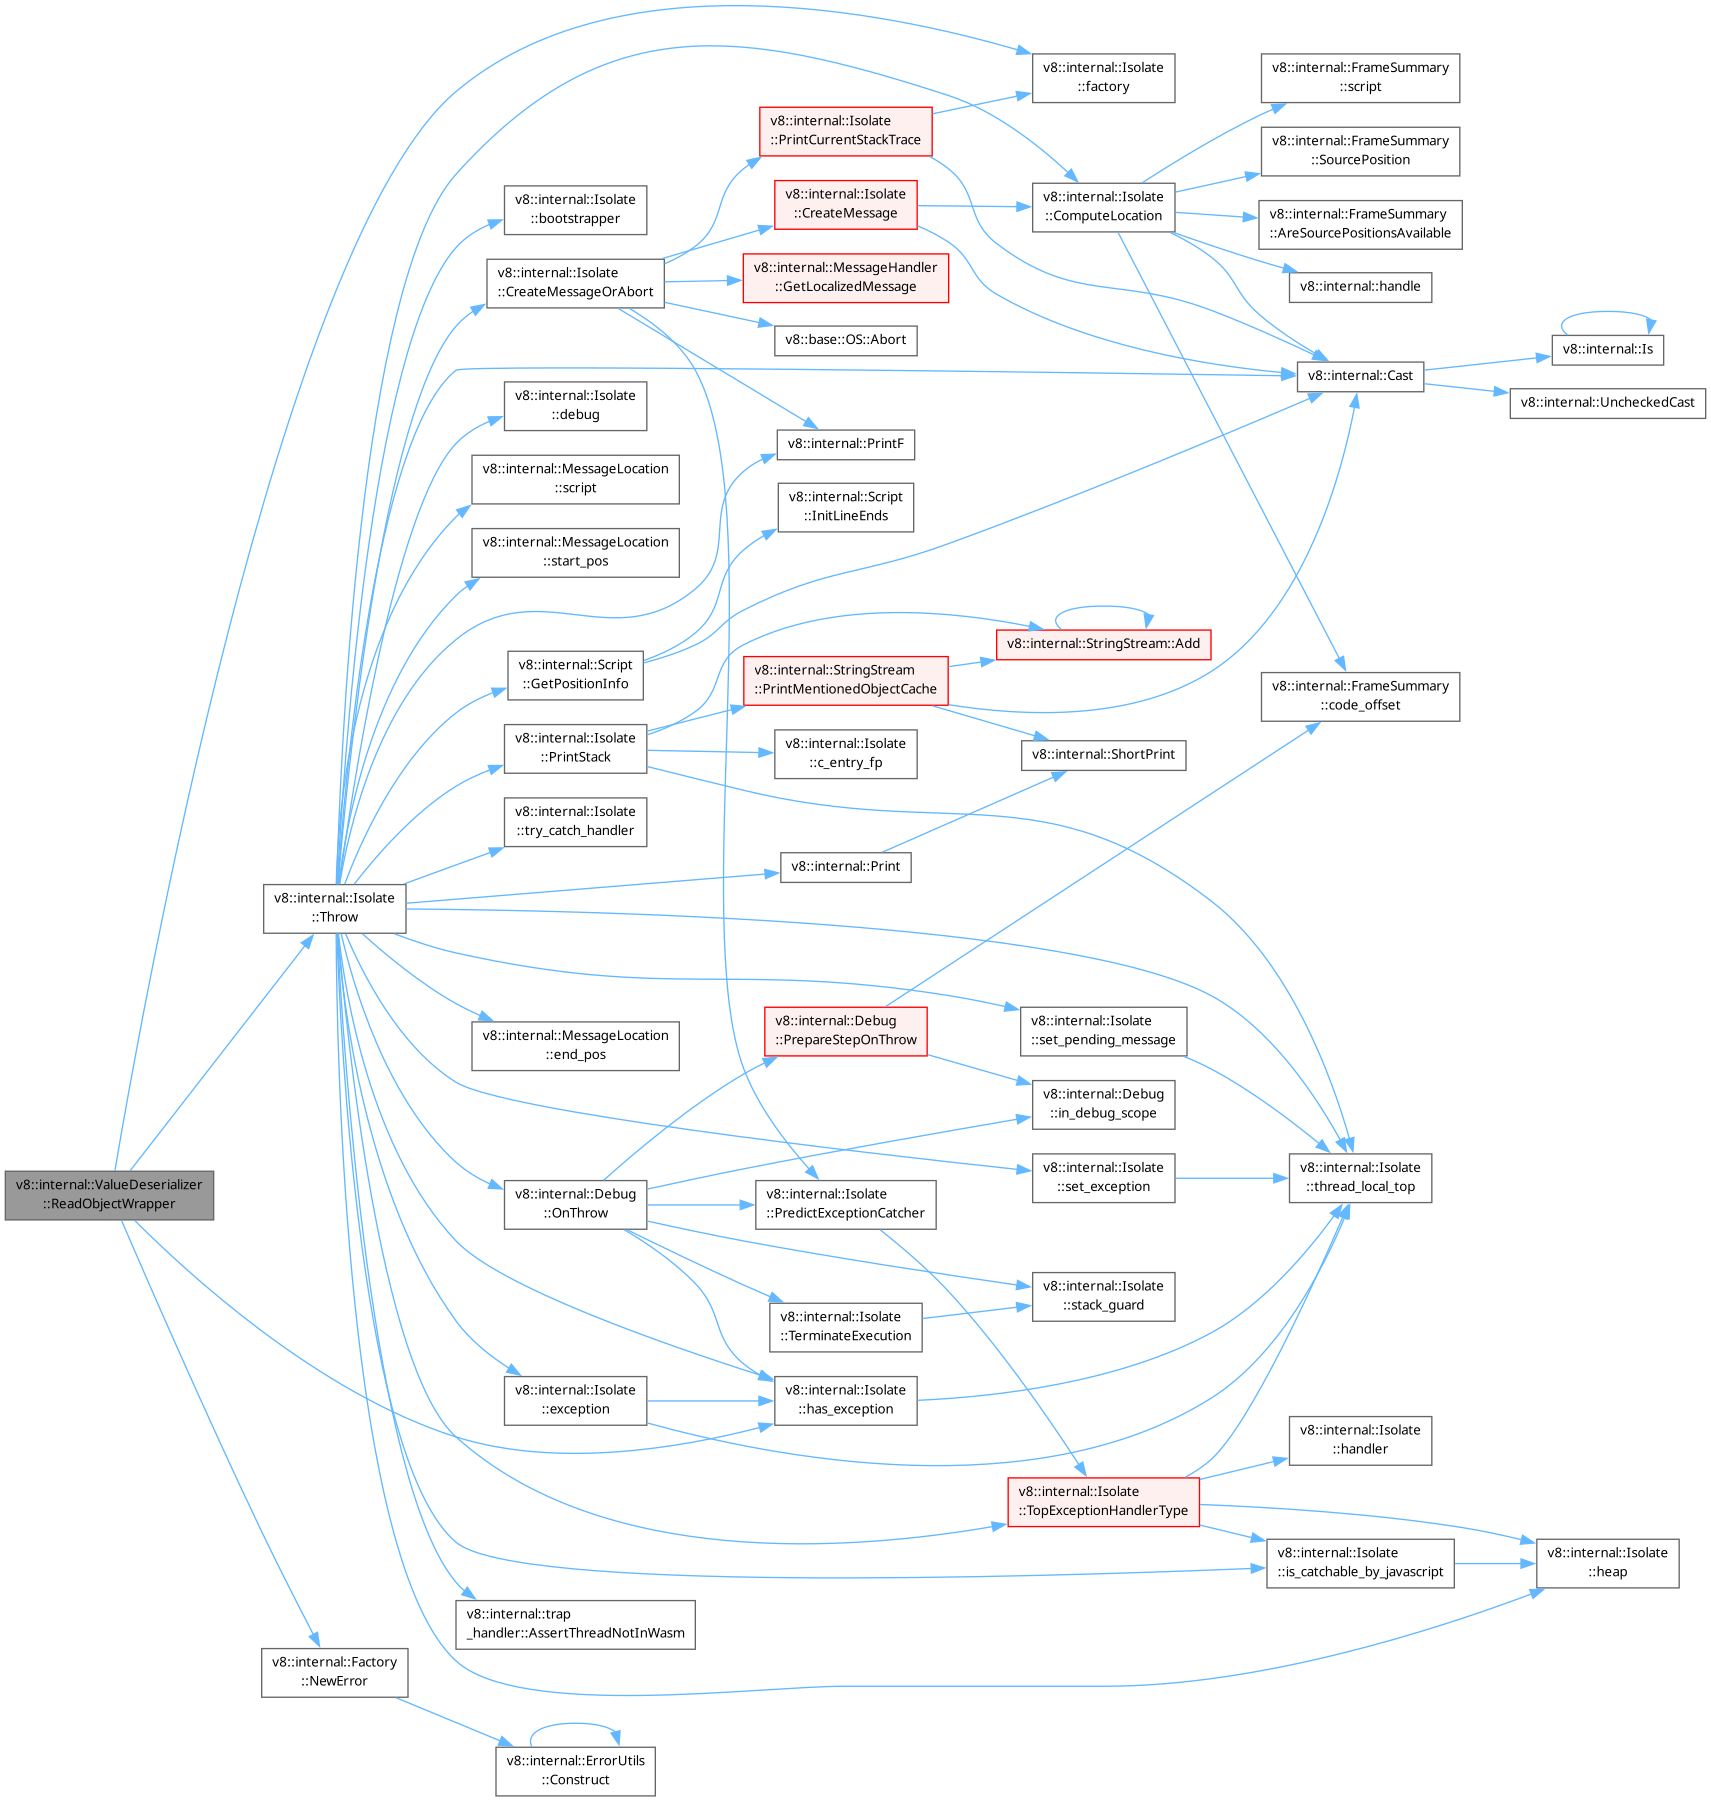 v8::internal::Isolate
::factory
v8::internal::FrameSummary
::script
v8::internal::Isolate
::PrintCurrentStackTrace
v8::internal::FrameSummary
::SourcePosition
v8::internal::Isolate
::bootstrapper
v8::internal::Isolate
::CreateMessage
v8::internal::Isolate
::ComputeLocation
v8::internal::FrameSummary
::AreSourcePositionsAvailable
v8::internal::Isolate
::CreateMessageOrAbort
v8::internal::MessageHandler
::GetLocalizedMessage
v8::internal::handle
v8::base::OS::Abort
v8::internal::Is
v8::internal::Cast
v8::internal::UncheckedCast
v8::internal::Isolate
::debug
v8::internal::PrintF
v8::internal::MessageLocation
::script
v8::internal::Script
::InitLineEnds
v8::internal::MessageLocation
::start_pos
v8::internal::StringStream::Add
v8::internal::Script
::GetPositionInfo
v8::internal::StringStream
::PrintMentionedObjectCache
v8::internal::FrameSummary
::code_offset
v8::internal::Isolate
::PrintStack
v8::internal::Isolate
::c_entry_fp
v8::internal::ShortPrint
v8::internal::Isolate
::try_catch_handler
v8::internal::Print
v8::internal::Isolate
::Throw
v8::internal::MessageLocation
::end_pos
v8::internal::Debug
::PrepareStepOnThrow
v8::internal::Isolate
::set_pending_message
v8::internal::Debug
::in_debug_scope
v8::internal::ValueDeserializer
::ReadObjectWrapper
v8::internal::Debug
::OnThrow
v8::internal::Isolate
::PredictExceptionCatcher
v8::internal::Isolate
::set_exception
v8::internal::Isolate
::thread_local_top
v8::internal::Isolate
::TerminateExecution
v8::internal::Isolate
::stack_guard
v8::internal::Isolate
::exception
v8::internal::Isolate
::has_exception
v8::internal::Isolate
::handler
v8::internal::Isolate
::TopExceptionHandlerType
v8::internal::Isolate
::is_catchable_by_javascript
v8::internal::Isolate
::heap
v8::internal::trap
_handler::AssertThreadNotInWasm
v8::internal::Factory
::NewError
v8::internal::ErrorUtils
::Construct